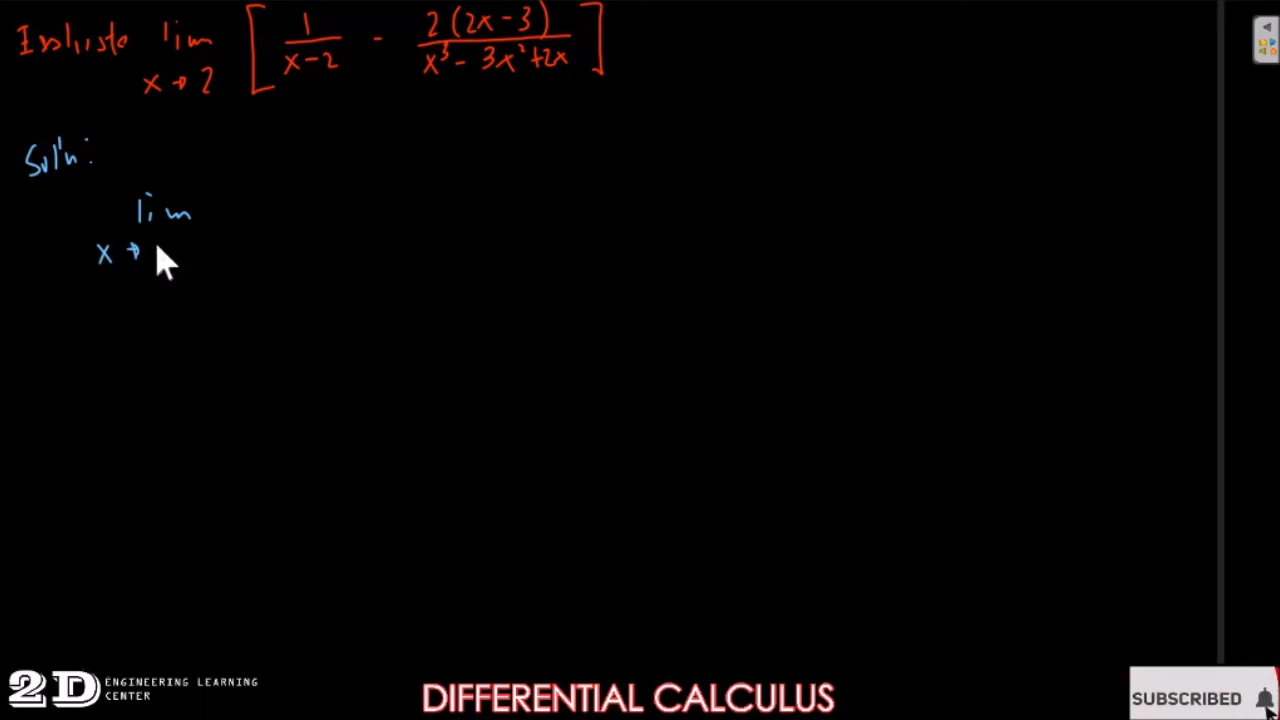 Evaluate lim [ 1/(x-2) - 2(2x-3)/(x³-3x²+2x) ]
x→2
Sol'n:
lim
x→
2D ENGINEERING LEARNING CENTER
DIFFERENTIAL CALCULUS
SUBSCRIBED